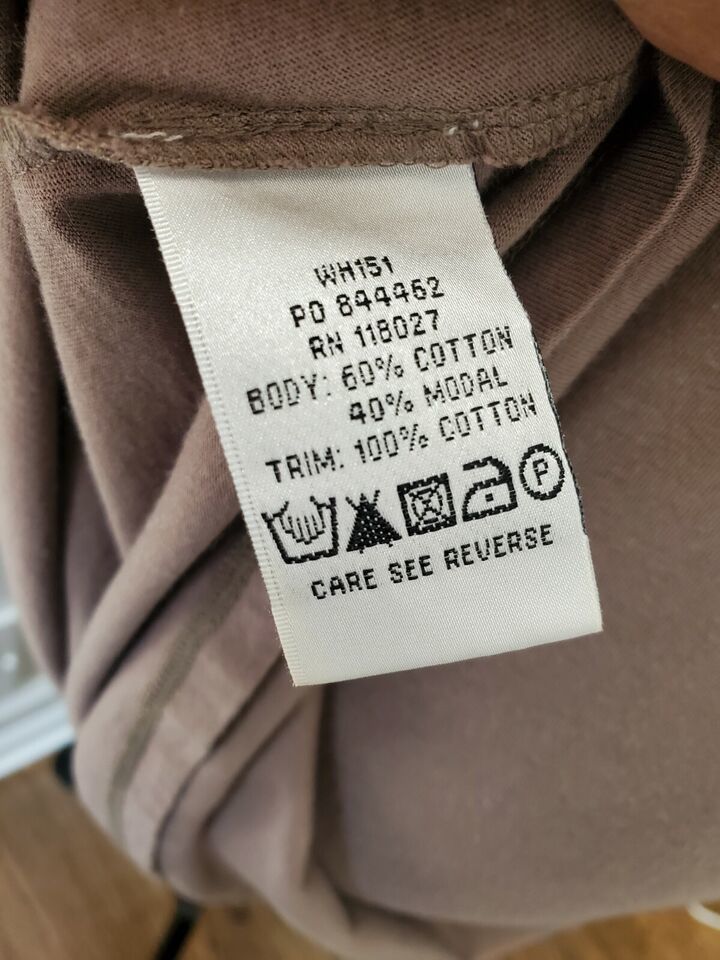 WH151
PO 844462
RN 118027
BODY: 60% COTTON
40% MODAL
TRIM: 100% COTTON
P
CARE SEE REVERSE